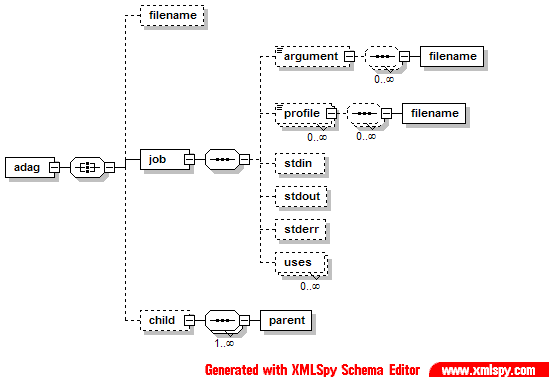 filename
argument
filename
0..∞
profile
filename
0..∞
0..∞
adag
job
stdin
stdout
stderr
uses
0..∞
child
parent
1..∞
Generated with XMLSpy Schema Editor www.xmlspy.com